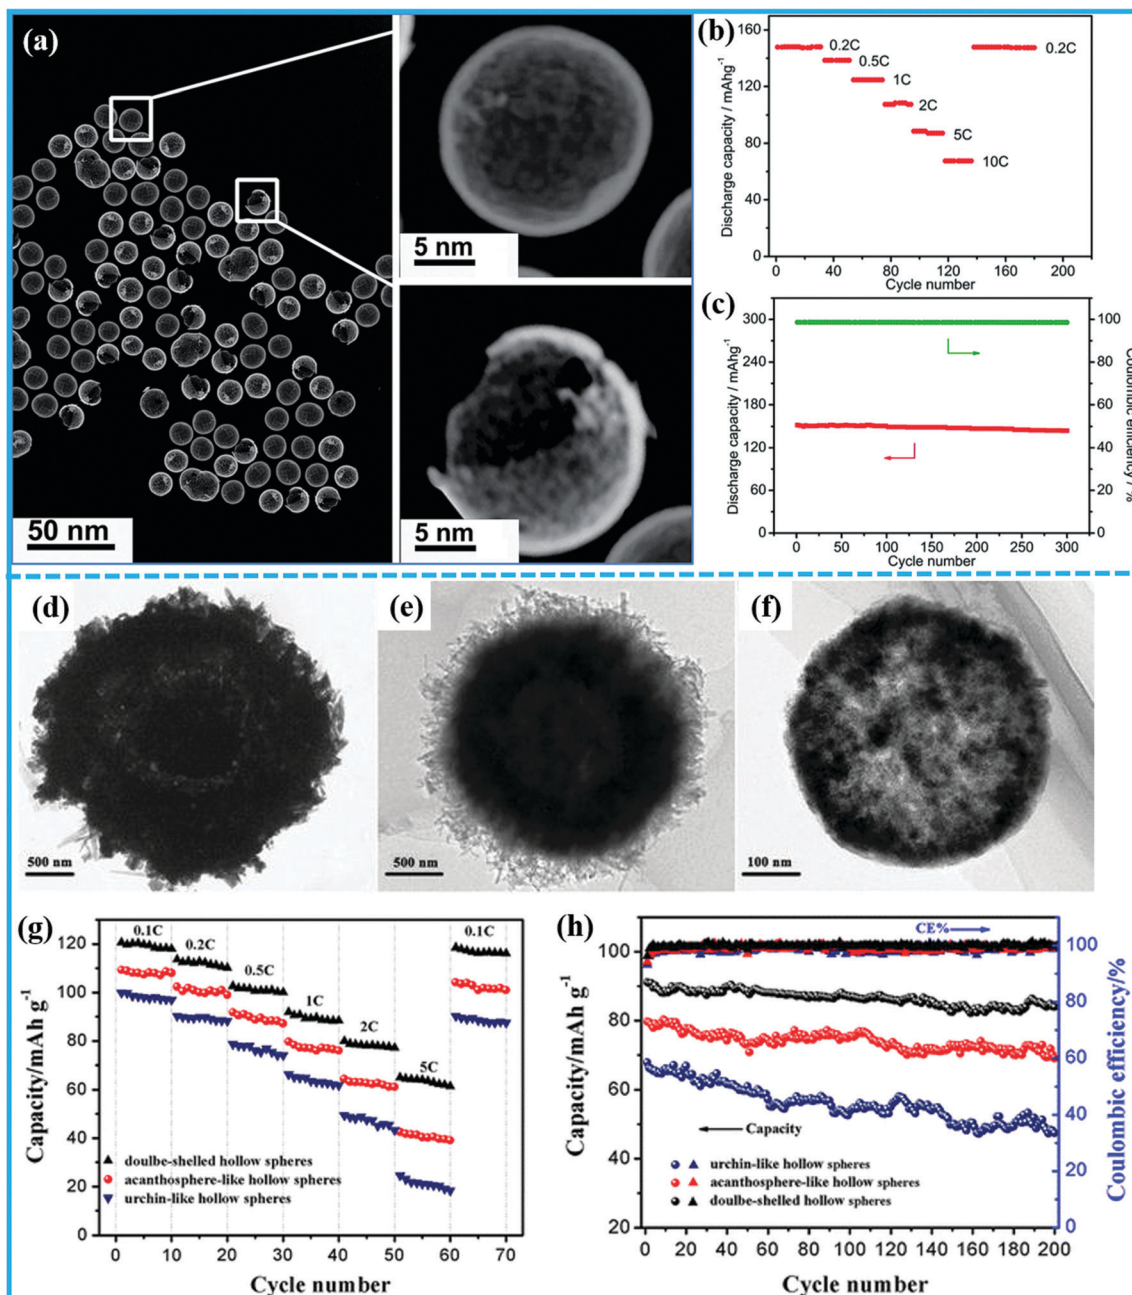 (a)
50 nm
5 nm
5 nm
(b)
Discharge capacity / mAhg-1
160
120
80
40
0
0.2C
0.5C
1C
2C
5C
10C
0.2C
0 40 80 120 160 200
Cycle number
(c)
Discharge capacity / mAhg-1
300
240
180
120
60
0
100
80
60
40
20
0
Coulombic efficiency / %
0 50 100 150 200 250 300
Cycle number
(d)
500 nm
(e)
500 nm
(f)
100 nm
(g)
Capacity/mAh g-1
120
100
80
60
40
20
0
0.1C
0.2C
0.5C
1C
2C
5C
0.1C
doulbe-shelled hollow spheres
acanthosphere-like hollow spheres
urchin-like hollow spheres
0 10 20 30 40 50 60 70
Cycle number
(h)
Capacity/mAh g-1
120
100
80
60
40
20
CE%
Capacity
urchin-like hollow spheres
acanthosphere-like hollow spheres
doulbe-shelled hollow spheres
100
80
60
40
20
0
Coulombic efficiency/%
0 20 40 60 80 100 120 140 160 180 200
Cycle number